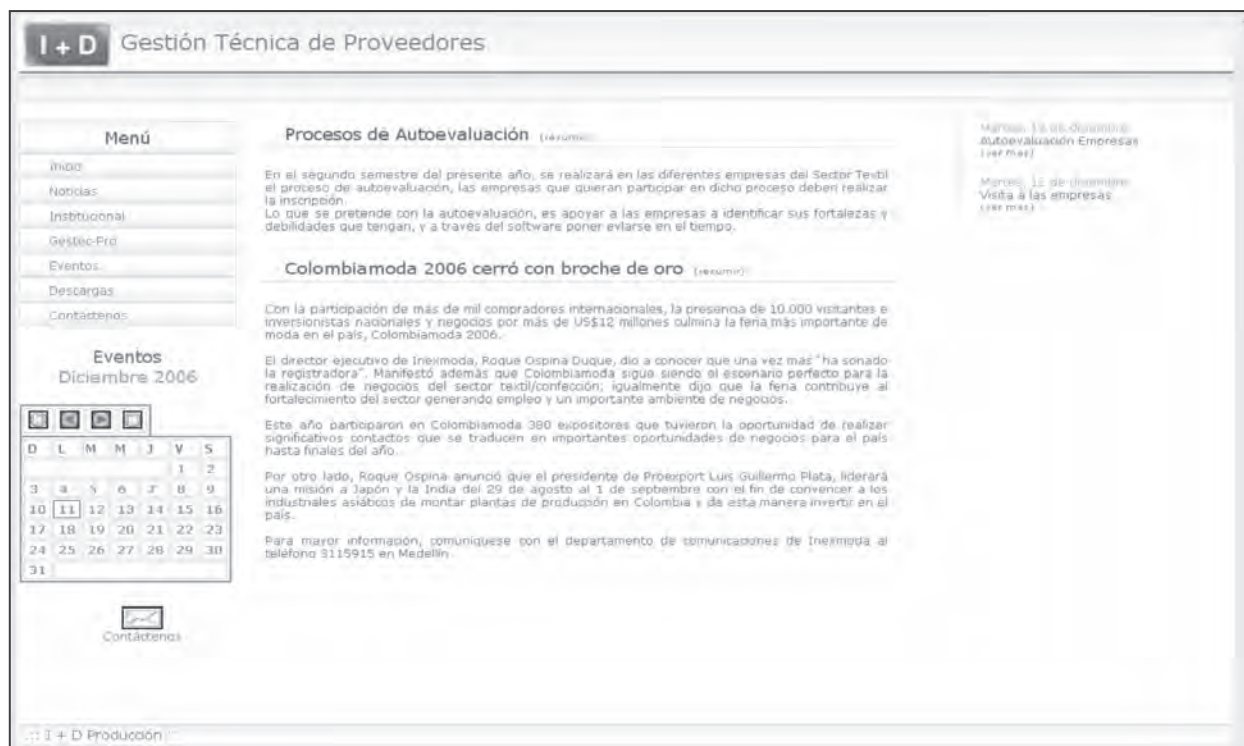 I + D Gestión Técnica de Proveedores
Menú
Inicio
Noticias
Institucional
Gestec-Pro
Eventos
Descargas
Contáctenos
Eventos
Diciembre 2006
D L M M J V S
1 2
3 4 5 6 7 8 9
10 11 12 13 14 15 16
17 18 19 20 21 22 23
24 25 26 27 28 29 30
31
Contáctenos
Procesos de Autoevaluación (resumir)
En el segundo semestre del presente año, se realizará en las diferentes empresas del Sector Textil
el proceso de autoevaluación, las empresas que quieran participar en dicho proceso deben realizar
la inscripción.
Lo que se pretende con la autoevaluación, es apoyar a las empresas a identificar sus fortalezas y
debilidades que tengan, y a través del software poner evlarse en el tiempo.
Colombiamoda 2006 cerró con broche de oro (resumir)
Con la participación de más de mil compradores internacionales, la presencia de 10.000 visitantes e
inversionistas nacionales y negocios por más de US$12 millones culmina la feria más importante de
moda en el país, Colombiamoda 2006.
El director ejecutivo de Inexmoda, Roque Ospina Duque, dio a conocer que una vez más "ha sonado
la registradora". Manifestó además que Colombiamoda sigue siendo el escenario perfecto para la
realización de negocios del sector textil/confección; igualmente dijo que la feria contribuye al
fortalecimiento del sector generando empleo y un importante ambiente de negocios.
Este año participaron en Colombiamoda 380 expositores que tuvieron la oportunidad de realizar
significativos contactos que se traducen en importantes oportunidades de negocios para el país
hasta finales del año.
Por otro lado, Roque Ospina anunció que el presidente de Proexport Luis Guillermo Plata, liderará
una misión a Japón y la India del 29 de agosto al 1 de septiembre con el fin de convencer a los
industriales asiáticos de montar plantas de producción en Colombia y de esta manera invertir en el
país.
Para mayor información, comuníquese con el departamento de comunicaciones de Inexmoda al
teléfono 3115915 en Medellín
Martes, de diciembre
Autoevaluación Empresas
(ver mas)
Martes, 12 de diciembre
Visita a las empresas
(ver mas)
.::: I + D Producción :::.